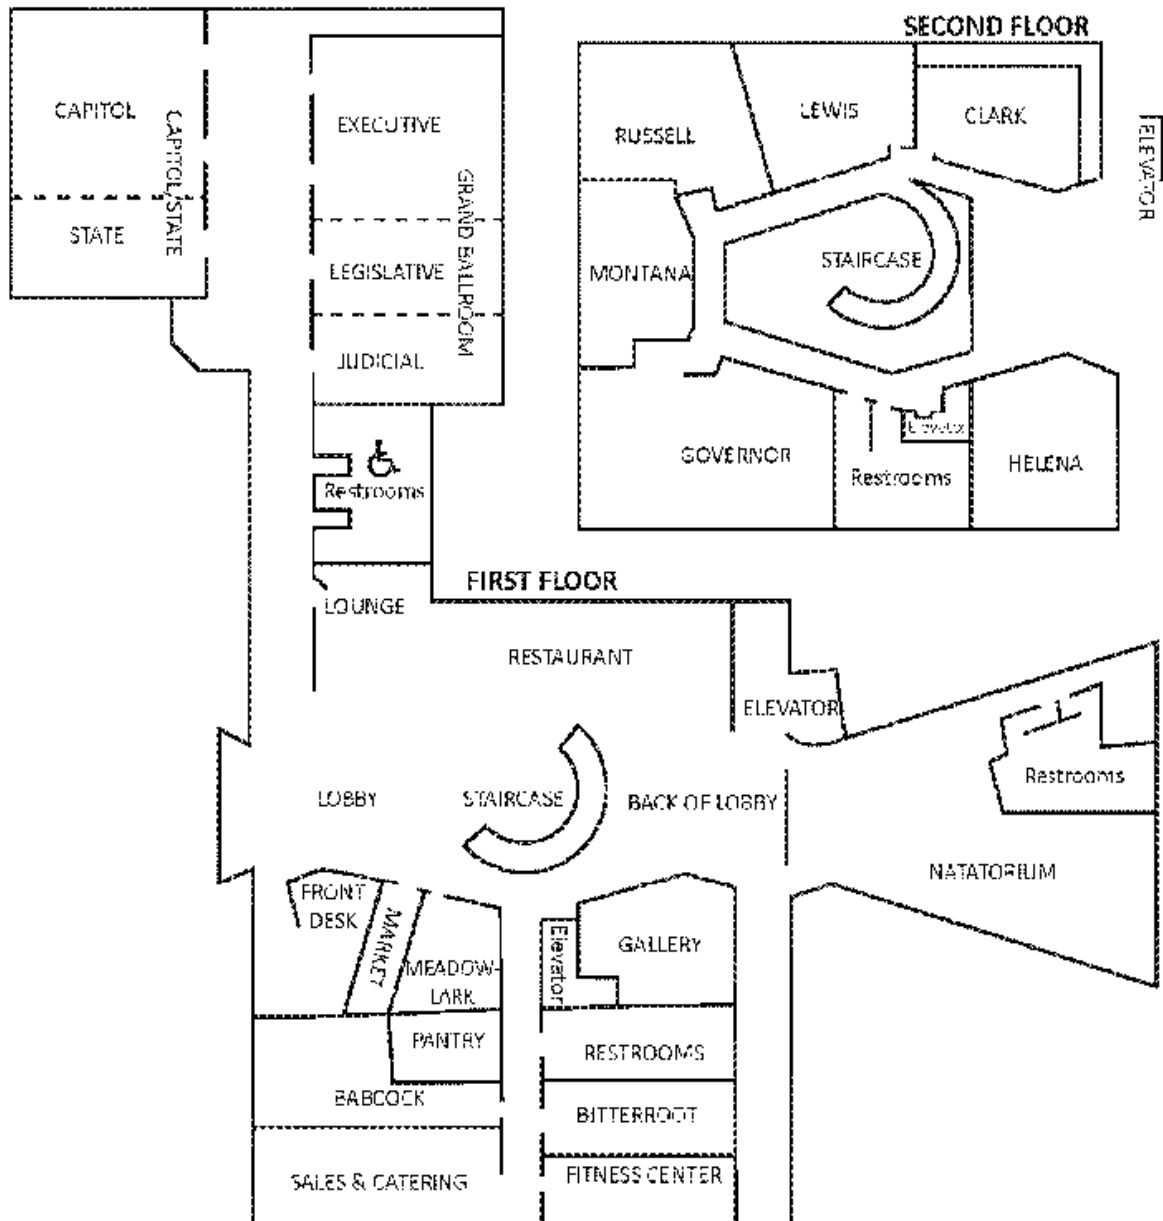 SECOND FLOOR
CAPITOL
CAPITOL/STATE
STATE
EXECUTIVE
GRAND BALLROOM
LEGISLATIVE
JUDICIAL
Restrooms
LEWIS
CLARK
RUSSELL
ELEVATOR
MONTANA
STAIRCASE
Elevator
GOVERNOR
Restrooms
HELENA
FIRST FLOOR
LOUNGE
RESTAURANT
ELEVATOR
LOBBY
STAIRCASE
BACK OF LOBBY
Restrooms
NATATORIUM
FRONT
DESK
MARKET
MEADOW-
LARK
Elevator
GALLERY
PANTRY
RESTROOMS
BABCOCK
BITTERROOT
SALES & CATERING
FITNESS CENTER